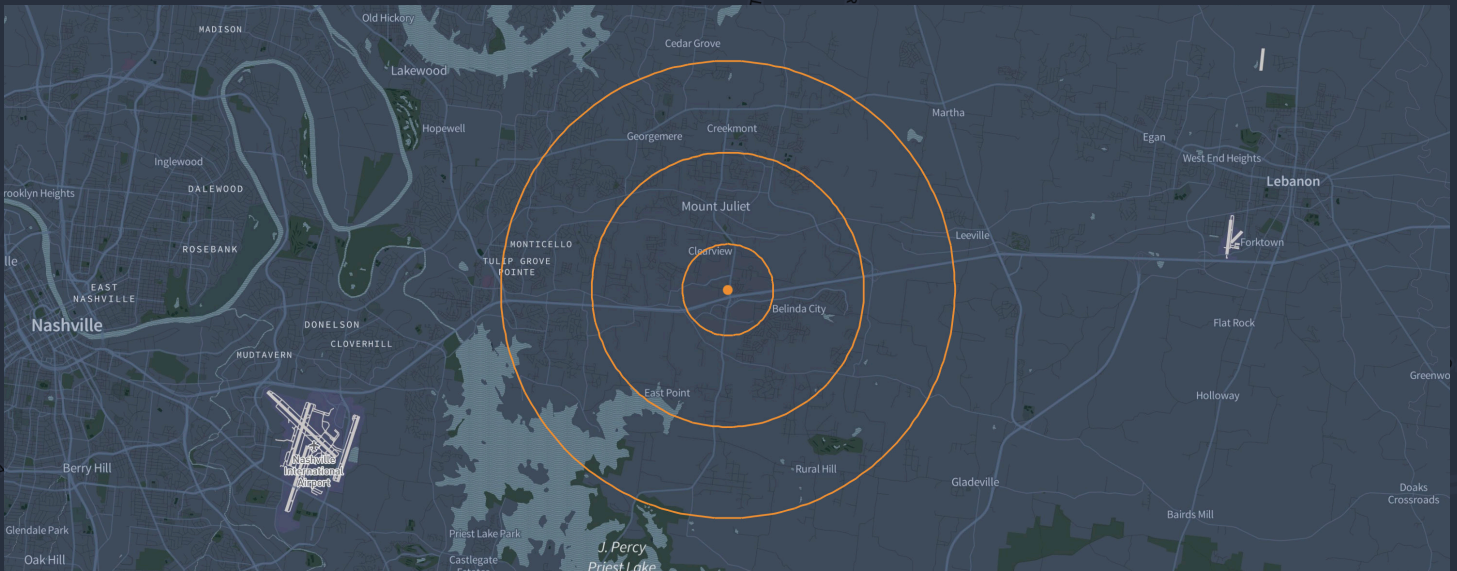 Old Hickory
MADISON
Cedar Grove
Lakewood
Martha
Hopewell
Creekmont
Georgemere
Egan
Inglewood
West End Heights
Lebanon
DALEWOOD
rooklyn Heights
Mount Juliet
Leeville
MONTICELLO
Forktown
ROSEBANK
Clearview
lle
TULIP GROVE
POINTE
EAST
NASHVILLE
Belinda City
Nashville
DONELSON
Flat Rock
CLOVERHILL
MUDTAVERN
Greenwo
East Point
Holloway
Nashville
International
Airport
Berry Hill
Rural Hill
Gladeville
Doaks
Crossroads
Bairds Mill
Glendale Park
Priest Lake Park
J. Percy
Priest Lake
Oak Hill
Castlegate